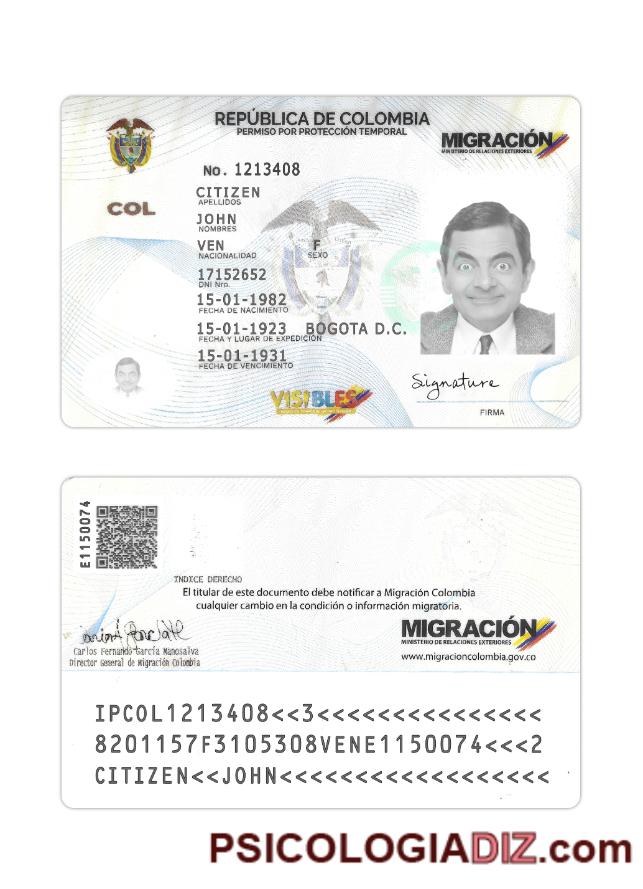 REPÚBLICA DE COLOMBIA
PERMISO POR PROTECCIÓN TEMPORAL
MIGRACIÓN
MINISTERIO DE RELACIONES EXTERIORES
COL
No. 1213408
CITIZEN
APELLIDOS
JOHN
NOMBRES
VEN F
NACIONALIDAD SEXO
17152652
DNI Nro.
15-01-1982
FECHA DE NACIMIENTO
15-01-1923 BOGOTA D.C.
FECHA Y LUGAR DE EXPEDICIÓN
15-01-1931
FECHA DE VENCIMIENTO
VISIBLES
Signature
FIRMA
E1150074
INDICE DERECHO
El titular de este documento debe notificar a Migración Colombia
cualquier cambio en la condición o información migratoria.
Carlos Fernando García Manosalva
Director General de Migración Colombia
MIGRACIÓN
MINISTERIO DE RELACIONES EXTERIORES
www.migracioncolombia.gov.co
IPCOL1213408<<3<<<<<<<<<<<<<<<
8201157F3105308VENE1150074<<<2
CITIZEN<<JOHN<<<<<<<<<<<<<<<<<
PSICOLOGIADIZ.com